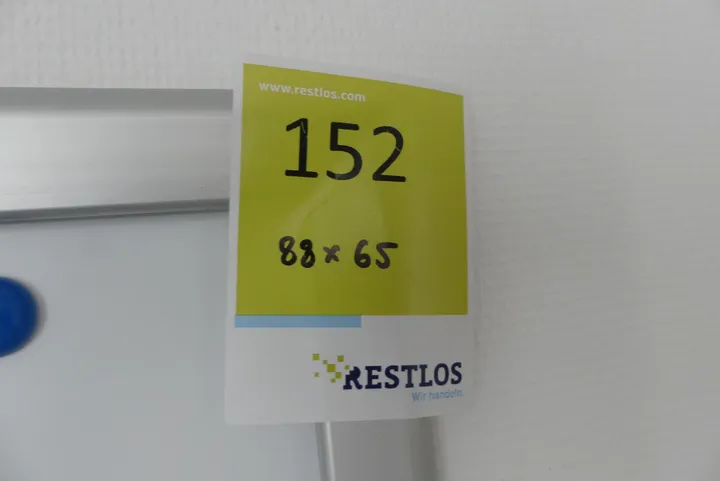 www.restlos.com
152
88 x 65
RESTLOS
Wir handeln.